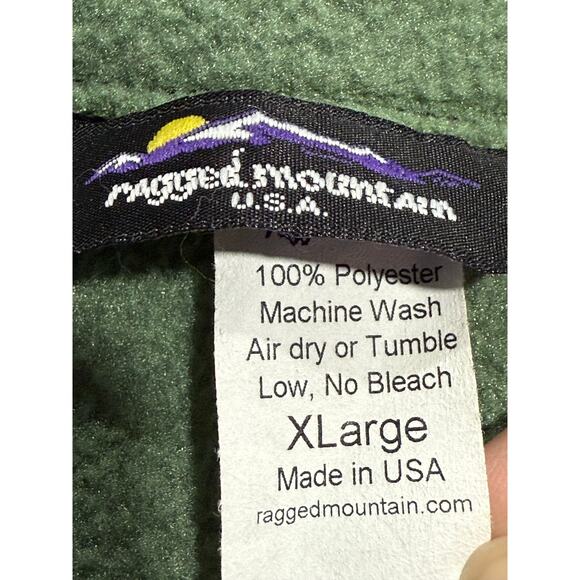 ragged mountain
U.S.A.
100% Polyester
Machine Wash
Air dry or Tumble
Low, No Bleach
XLarge
Made in USA
raggedmountain.com